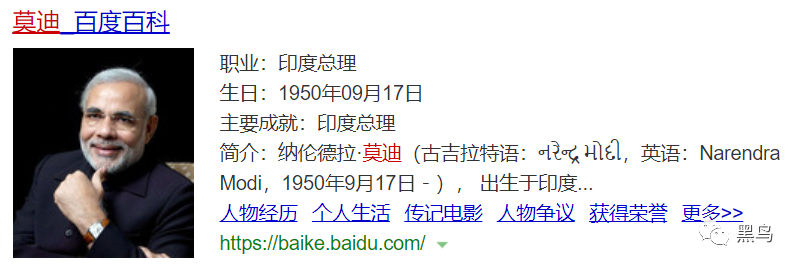 莫迪_百度百科
职业：印度总理
生日：1950年09月17日
主要成就：印度总理
简介：纳伦德拉·莫迪（古吉拉特语：નરેન્દ્ર મોદી，英语：Narendra
Modi，1950年9月17日 - ）， 出生于印度...
人物经历 个人生活 传记电影 人物争议 获得荣誉 更多>>
https://baike.baidu.com/
黑鸟